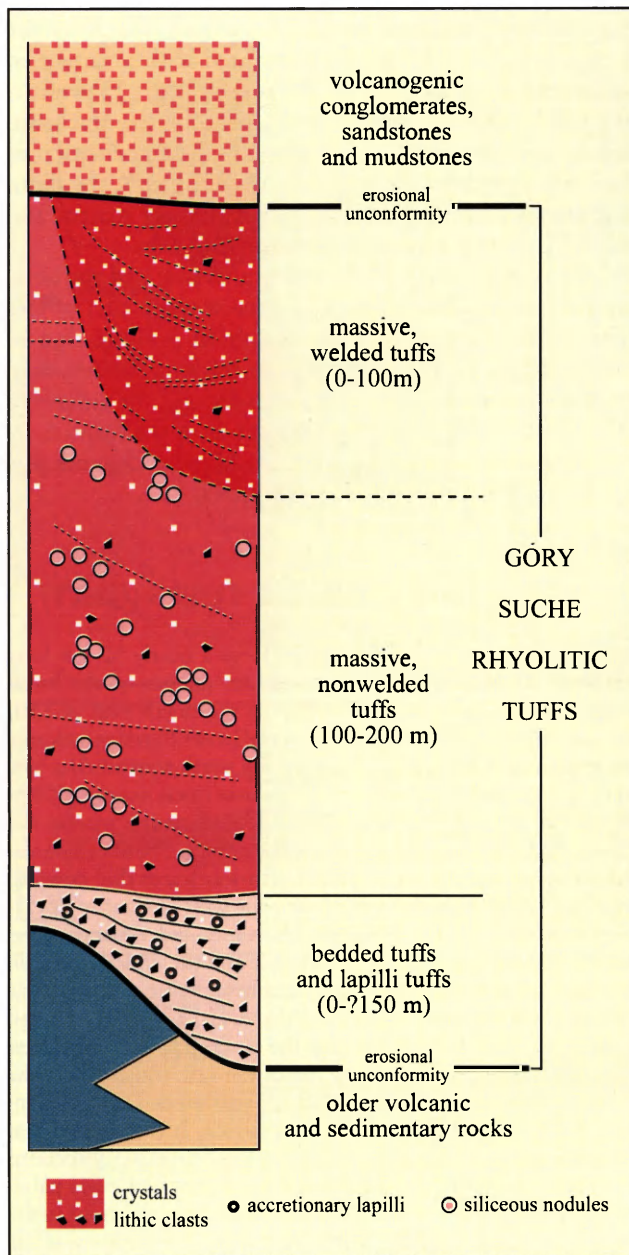 volcanogenic
conglomerates,
sandstones
and mudstones
erosional
unconformity
massive,
welded tuffs
(0-100m)
GÓRY
SUCHE
RHYOLITIC
TUFFS
massive,
nonwelded
tuffs
(100-200 m)
bedded tuffs
and lapilli tuffs
(0-?150 m)
erosional
unconformity
older volcanic
and sedimentary rocks
crystals
lithic clasts
accretionary lapilli
siliceous nodules